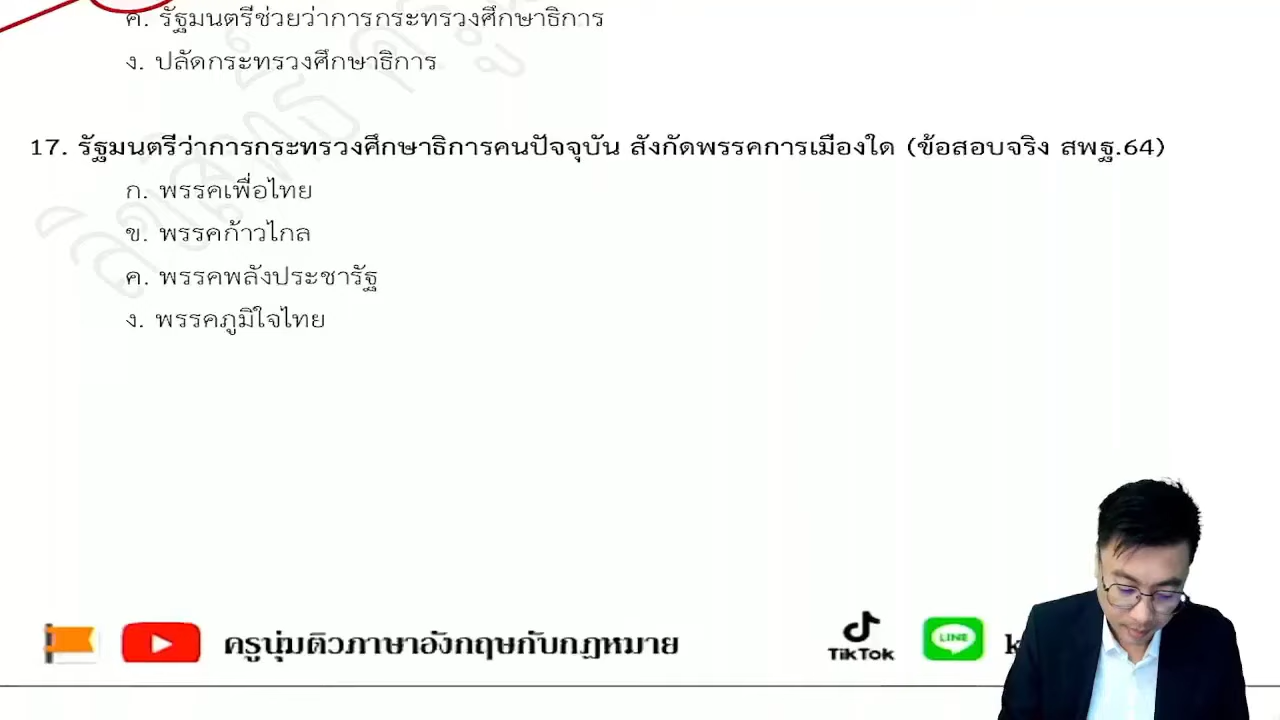 ค. รัฐมนตรีช่วยว่าการกระทรวงศึกษาธิการ
ง. ปลัดกระทรวงศึกษาธิการ
17. รัฐมนตรีว่าการกระทรวงศึกษาธิการคนปัจจุบัน สังกัดพรรคการเมืองใด (ข้อสอบจริง สพฐ.64)
ก. พรรคเพื่อไทย
ข. พรรคก้าวไกล
ค. พรรคพลังประชารัฐ
ง. พรรคภูมิใจไทย
ครูนุ่มติวภาษาอังกฤษกับกฎหมาย
TikTok
LINE